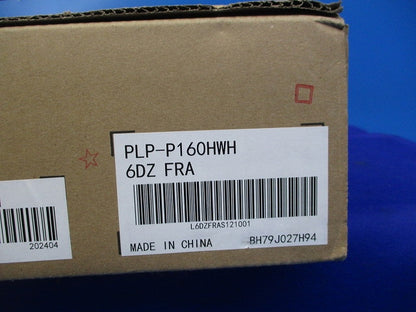 PLP-P160HWH
6DZ FRA
L6DZFRAS121001
MADE IN CHINA
BH79J027H94
202404